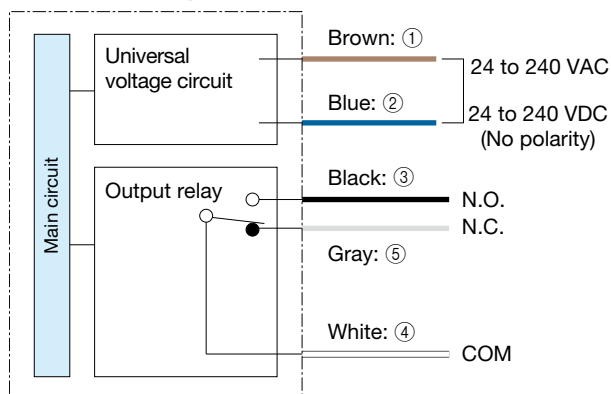 Main circuit
Universal
voltage circuit
Brown: ①
24 to 240 VAC
Blue: ②
24 to 240 VDC
(No polarity)
Output relay
Black: ③
N.O.
N.C.
Gray: ⑤
White: ④
COM